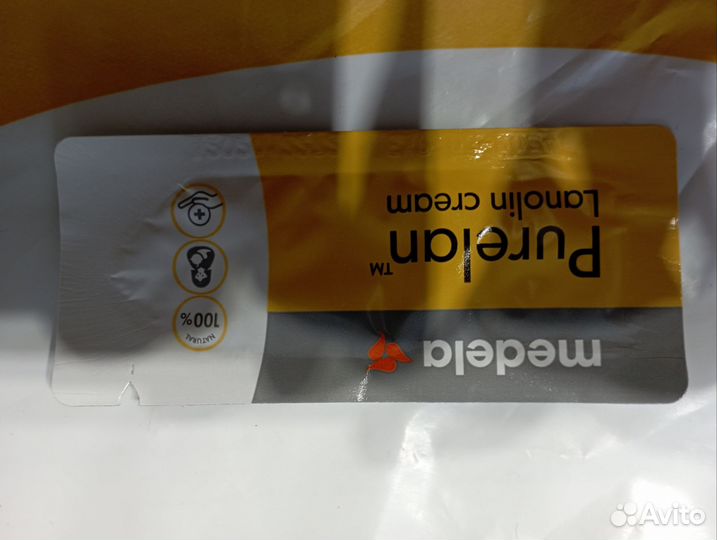 medela
Purelan™
Lanolin cream
NATURAL
100%
Avito